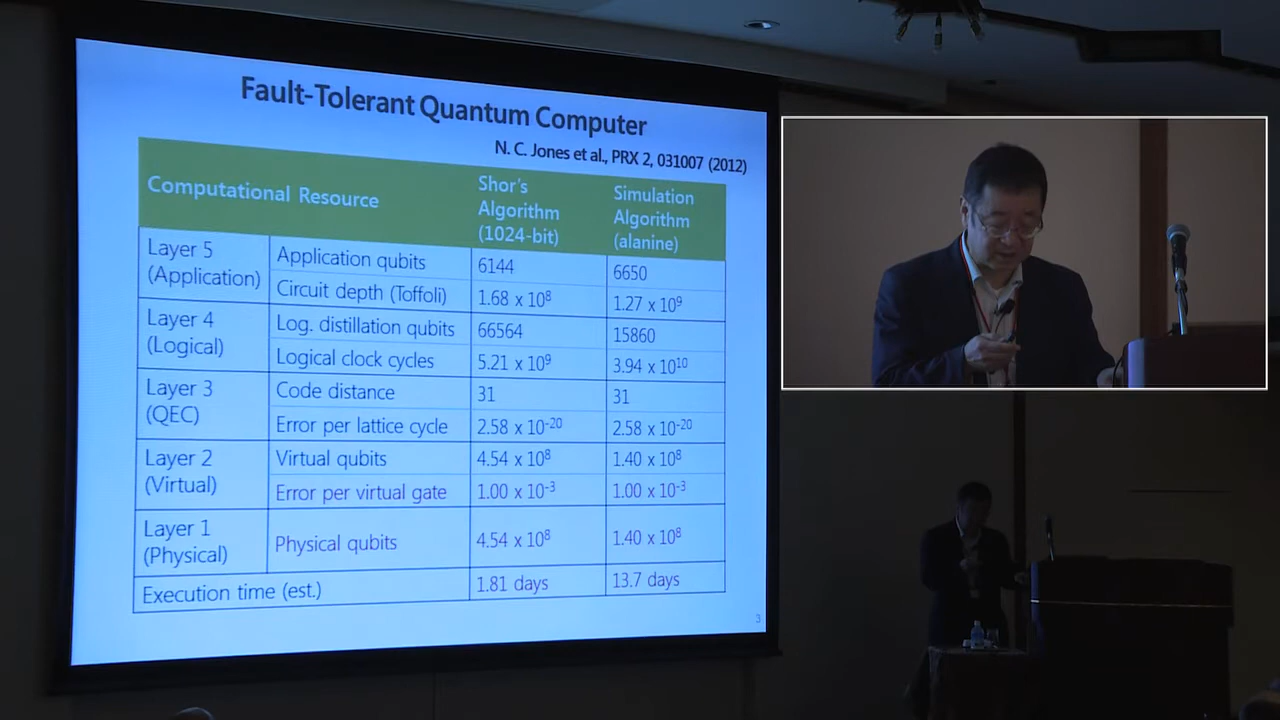 Fault-Tolerant Quantum Computer
N. C. Jones et al., PRX 2, 031007 (2012)
Computational Resource
Shor's
Algorithm
(1024-bit)
Simulation
Algorithm
(alanine)
Layer 5
(Application)
Application qubits
6144
6650
Circuit depth (Toffoli)
1.68 x 10⁸
1.27 x 10⁹
Layer 4
(Logical)
Log. distillation qubits
66564
15860
Logical clock cycles
5.21 x 10⁹
3.94 x 10¹⁰
Layer 3
(QEC)
Code distance
31
31
Error per lattice cycle
2.58 x 10⁻²⁰
2.58 x 10⁻²⁰
Layer 2
(Virtual)
Virtual qubits
4.54 x 10⁸
1.40 x 10⁸
Error per virtual gate
1.00 x 10⁻³
1.00 x 10⁻³
Layer 1
(Physical)
Physical qubits
4.54 x 10⁸
1.40 x 10⁸
Execution time (est.)
1.81 days
13.7 days
3